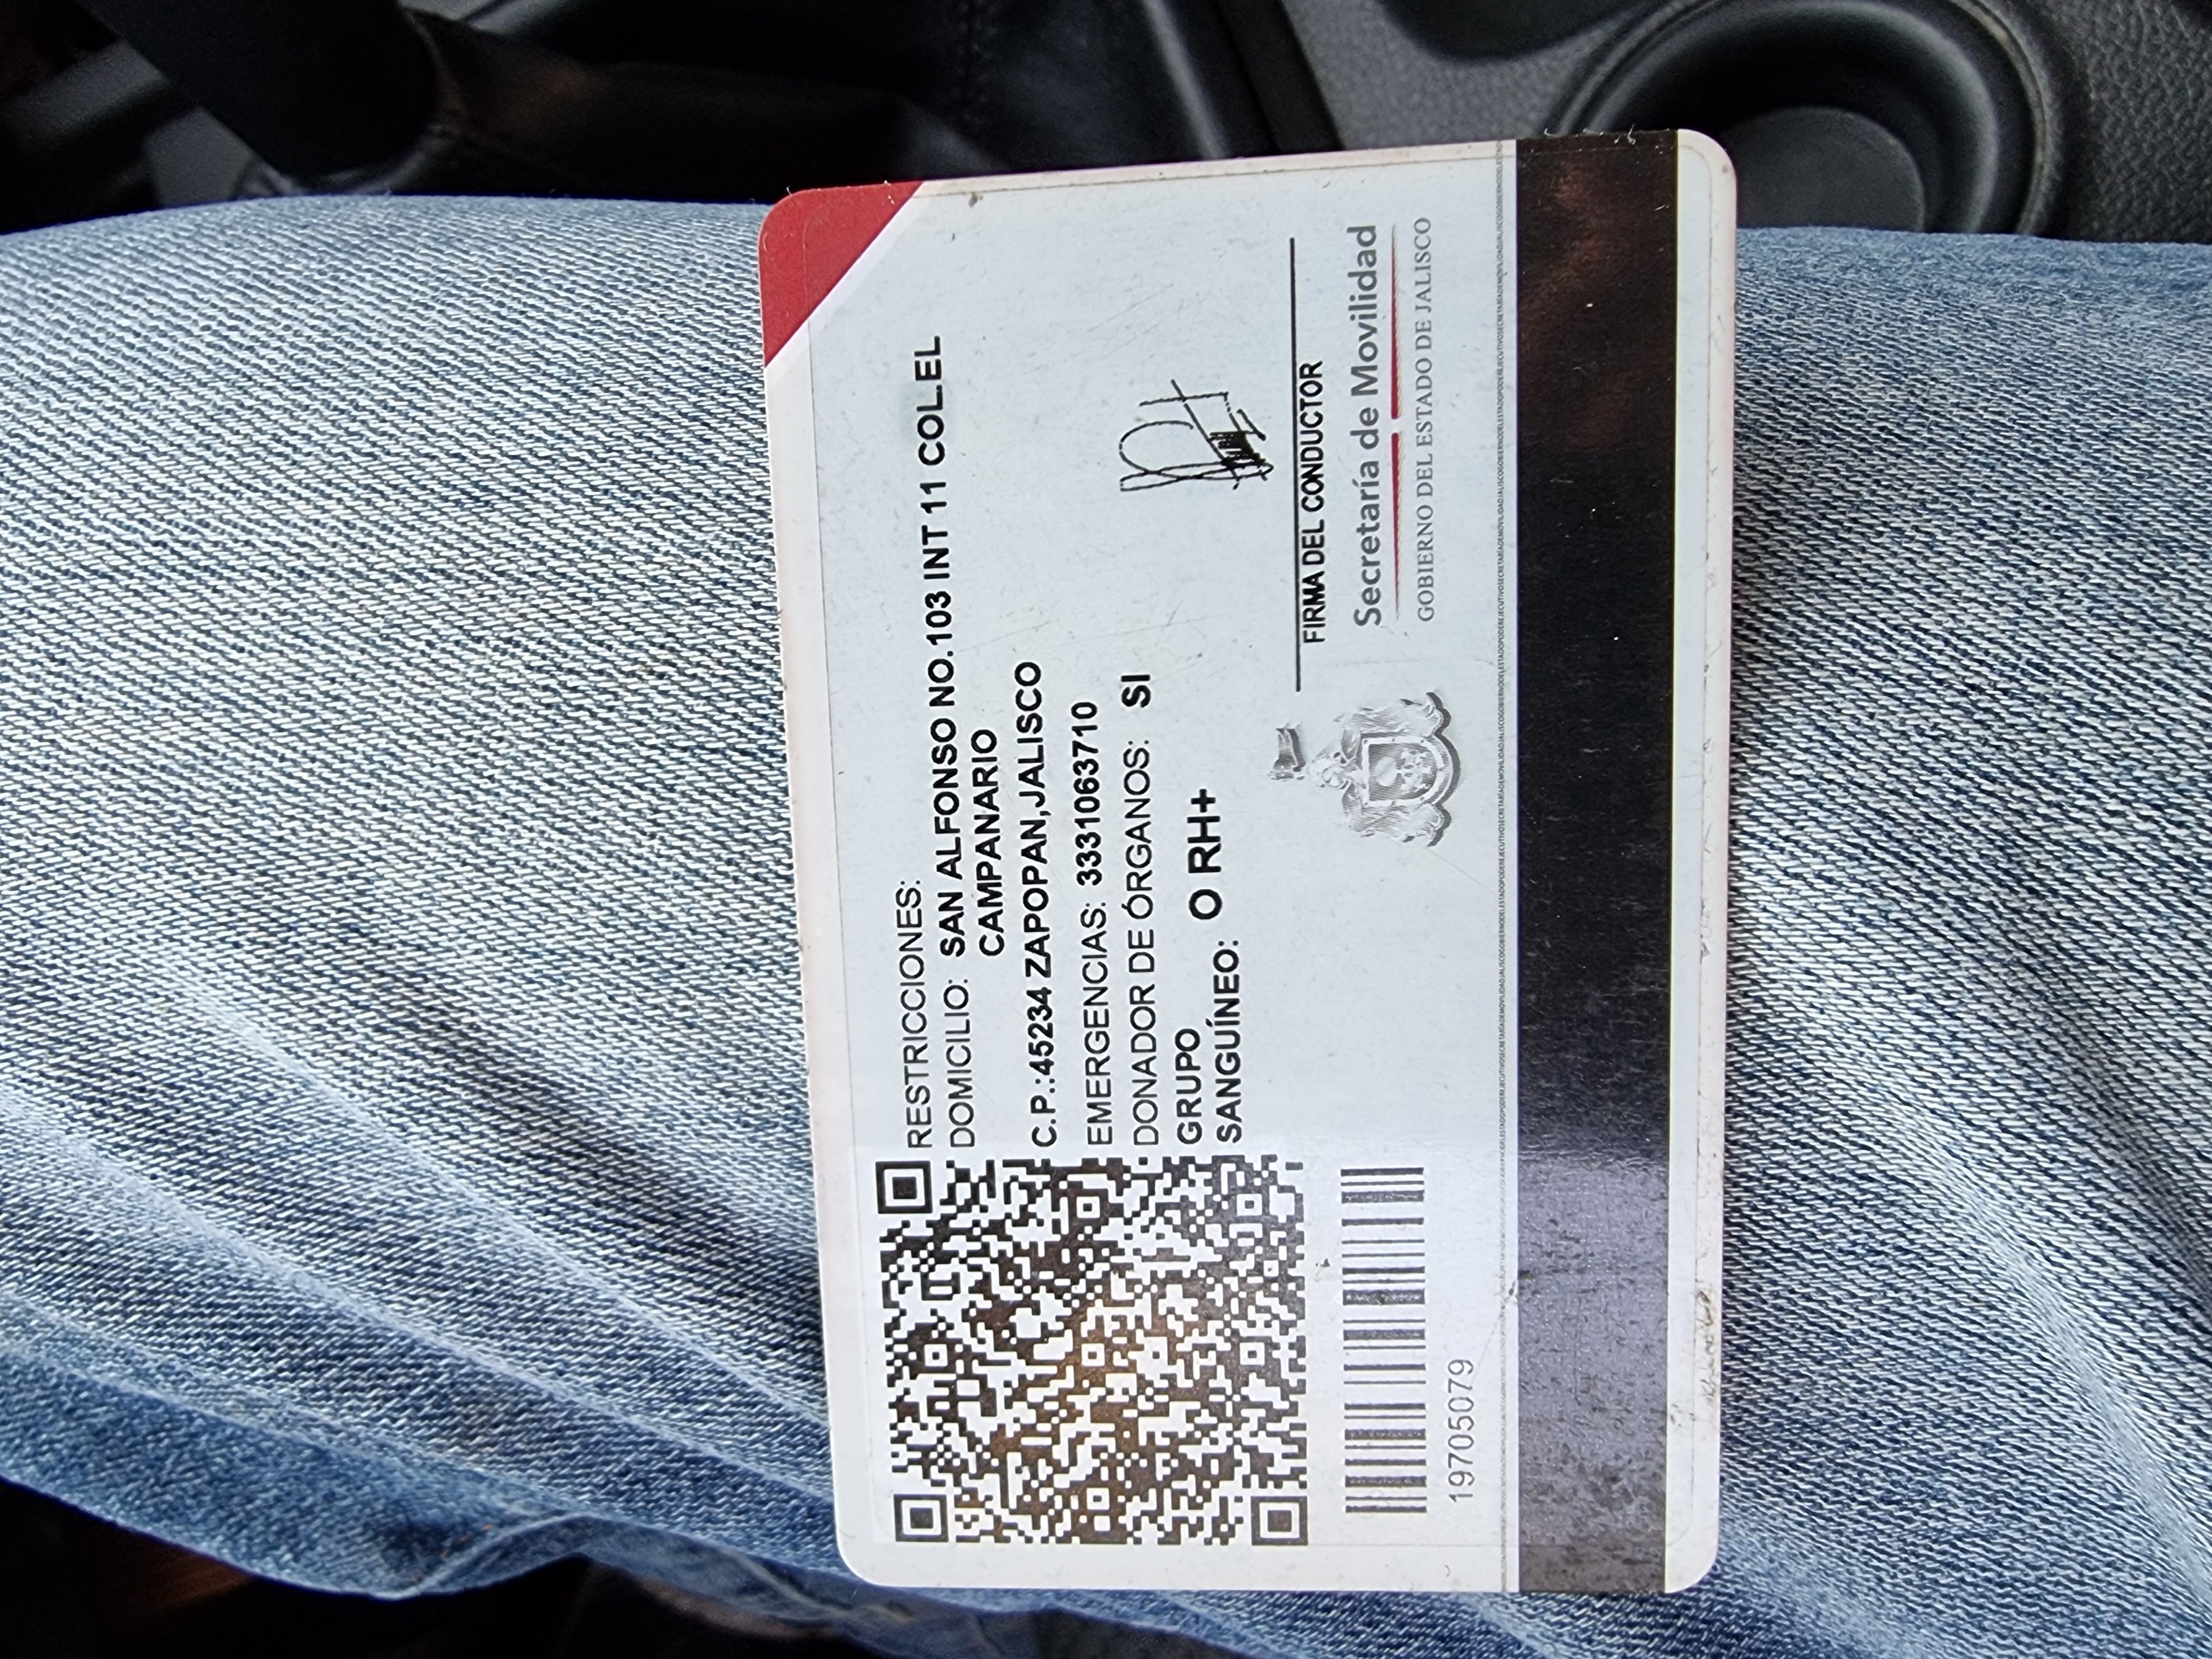 RESTRICCIONES:
DOMICILIO: SAN ALFONSO NO.103 INT 11 COL.EL
CAMPANARIO
C.P.:45234 ZAPOPAN,JALISCO
EMERGENCIAS: 3331063710
DONADOR DE ÓRGANOS: SI
GRUPO
SANGUÍNEO: O RH+
FIRMA DEL CONDUCTOR
Secretaría de Movilidad
GOBIERNO DEL ESTADO DE JALISCO
19705079